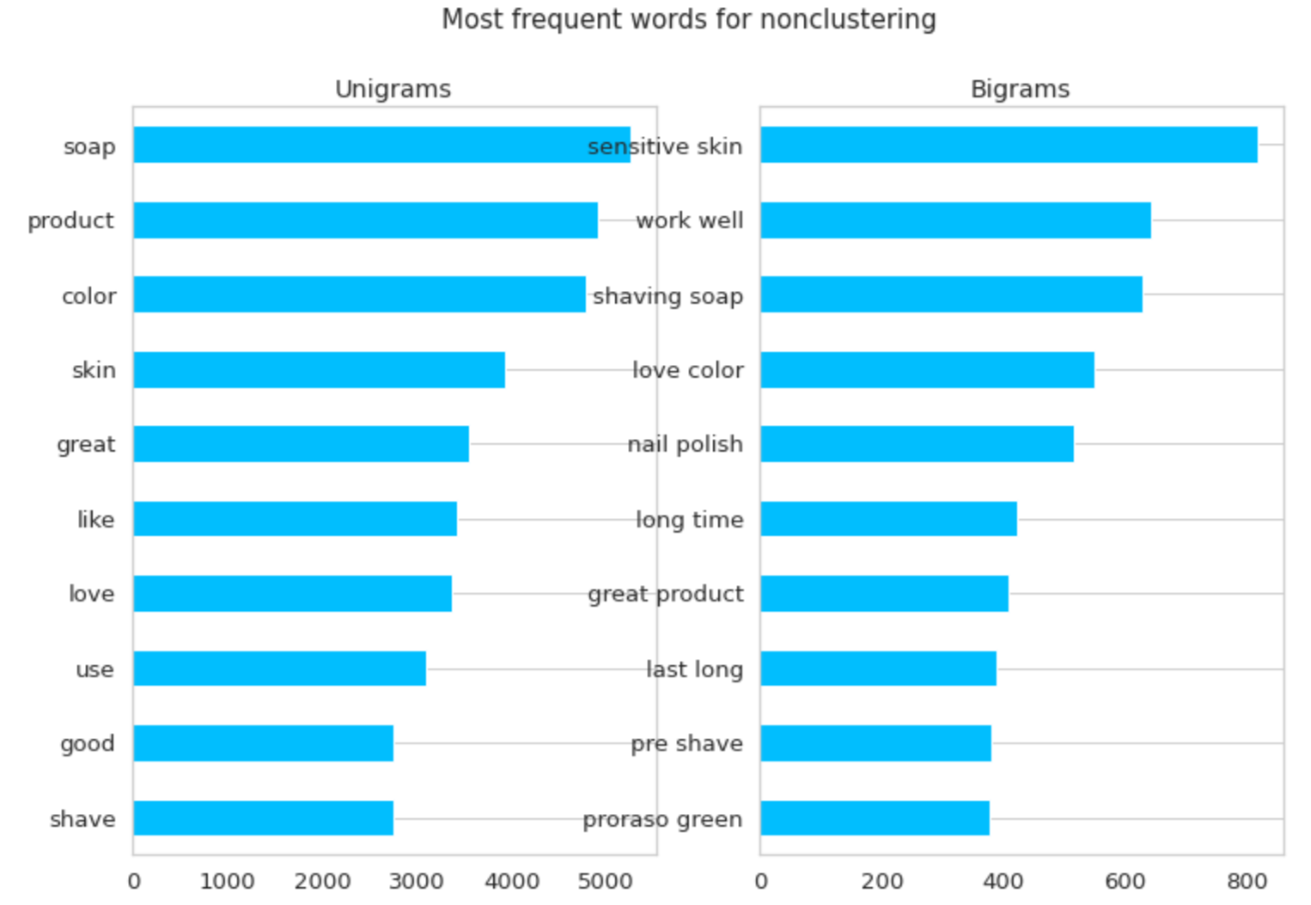 Most frequent words for nonclustering
Unigrams
soap
product
color
skin
great
like
love
use
good
shave
0 1000 2000 3000 4000 5000
Bigrams
sensitive skin
work well
shaving soap
love color
nail polish
long time
great product
last long
pre shave
proraso green
0 200 400 600 800